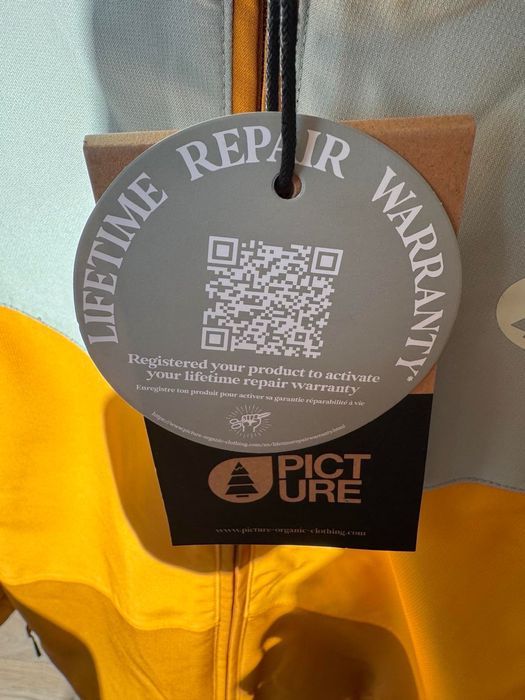 LIFETIME REPAIR WARRANTY*
Registered your product to activate
your lifetime repair warranty
Enregistre ton produit pour activer sa garantie réparabilité à vie
PICT
URE
www.picture-organic-clothing.com